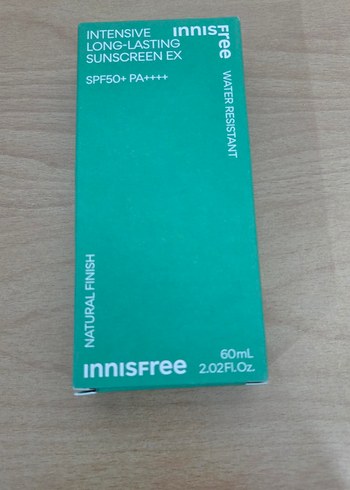 INTENSIVE
LONG-LASTING
SUNSCREEN EX
SPF50+ PA++++
innisFree
WATER RESISTANT
NATURAL FINISH
innisFree
60mL
2.02Fl.Oz.